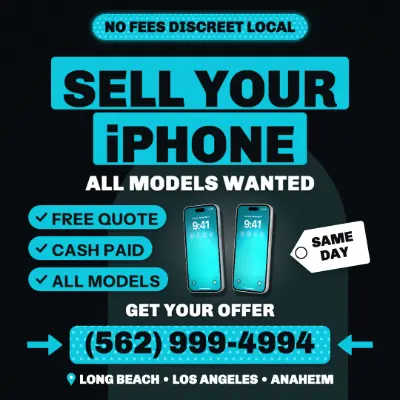 NO FEES DISCREET LOCAL
SELL YOUR
iPHONE
ALL MODELS WANTED
FREE QUOTE
CASH PAID
ALL MODELS
9:41
9:41
SAME
DAY
GET YOUR OFFER
(562) 999-4994
LONG BEACH • LOS ANGELES • ANAHEIM